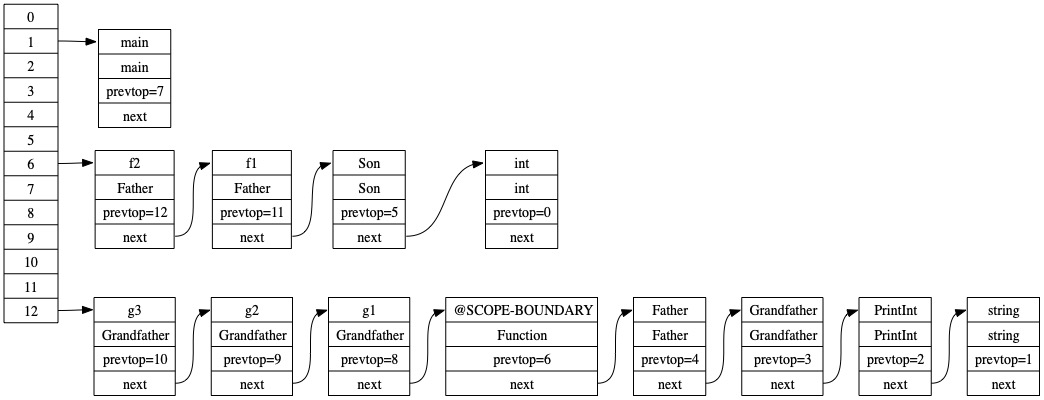 0
1
2
3
4
5
6
7
8
9
10
11
12
main
main
prevtop=7
next
f2
Father
prevtop=12
next
f1
Father
prevtop=11
next
Son
Son
prevtop=5
next
int
int
prevtop=0
next
g3
Grandfather
prevtop=10
next
g2
Grandfather
prevtop=9
next
g1
Grandfather
prevtop=8
next
@SCOPE-BOUNDARY
Function
prevtop=6
next
Father
Father
prevtop=4
next
Grandfather
Grandfather
prevtop=3
next
PrintInt
PrintInt
prevtop=2
next
string
string
prevtop=1
next